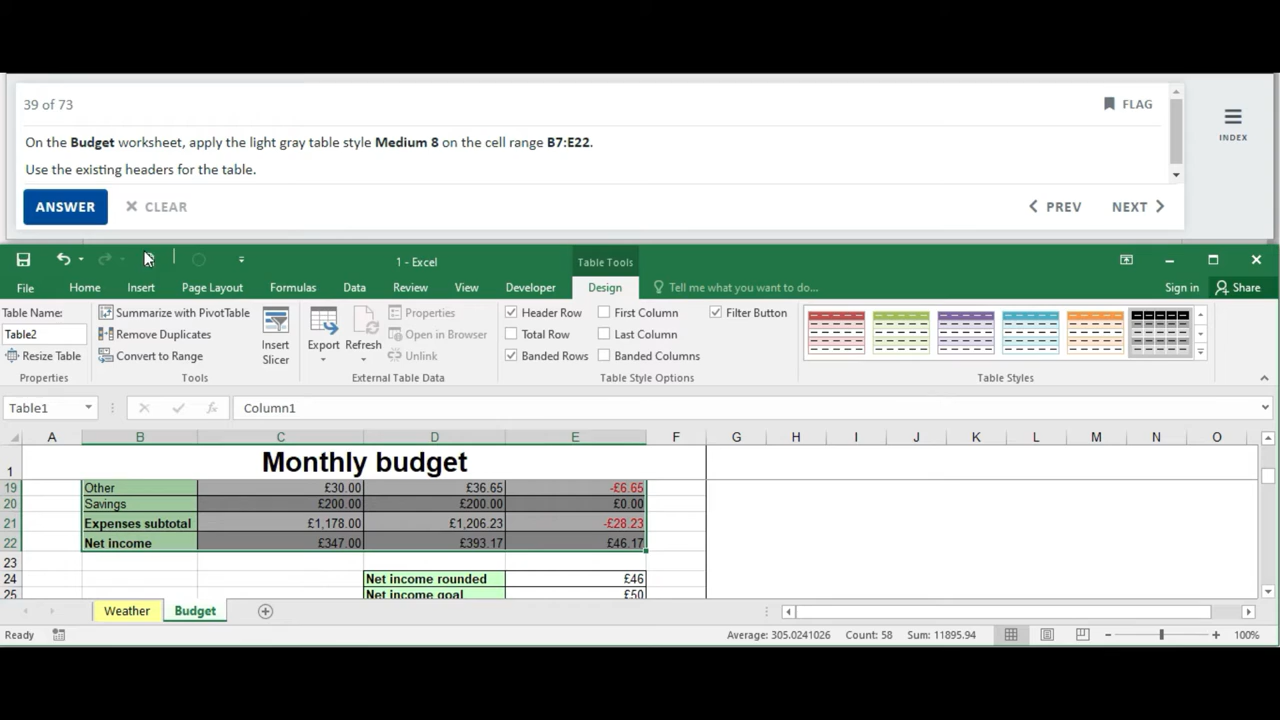 39 of 73
FLAG
On the Budget worksheet, apply the light gray table style Medium 8 on the cell range B7:E22.
INDEX
Use the existing headers for the table.
ANSWER CLEAR PREV NEXT
1 - Excel Table Tools
File Home Insert Page Layout Formulas Data Review View Developer Design Tell me what you want to do... Sign in Share
Table Name: Summarize with PivotTable Properties Header Row First Column Filter Button
Table2 Remove Duplicates Insert Slicer Export Refresh Open in Browser Total Row Last Column
Resize Table Convert to Range Unlink Banded Rows Banded Columns
Properties Tools External Table Data Table Style Options Table Styles
Table1 fx Column1
A B C D E F G H I J K L M N O
1 Monthly budget
19 Other £30.00 £36.65 -£6.65
20 Savings £200.00 £200.00 £0.00
21 Expenses subtotal £1,178.00 £1,206.23 -£28.23
22 Net income £347.00 £393.17 £46.17
23
24 Net income rounded £46
25 Net income goal £50
Weather Budget
Ready Average: 305.0241026 Count: 58 Sum: 11895.94 100%